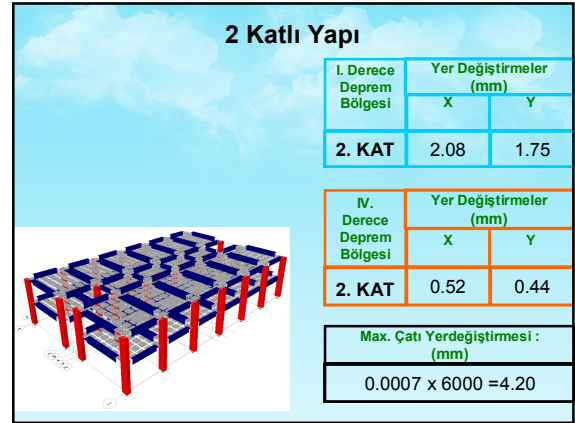 2 Katlı Yapı
I. Derece
Deprem
Bölgesi
Yer Değiştirmeler
(mm)
X
Y
2. KAT
2.08
1.75
IV.
Derece
Deprem
Bölgesi
Yer Değiştirmeler
(mm)
X
Y
2. KAT
0.52
0.44
Max. Çatı Yerdeğiştirmesi :
(mm)
0.0007 x 6000 =4.20